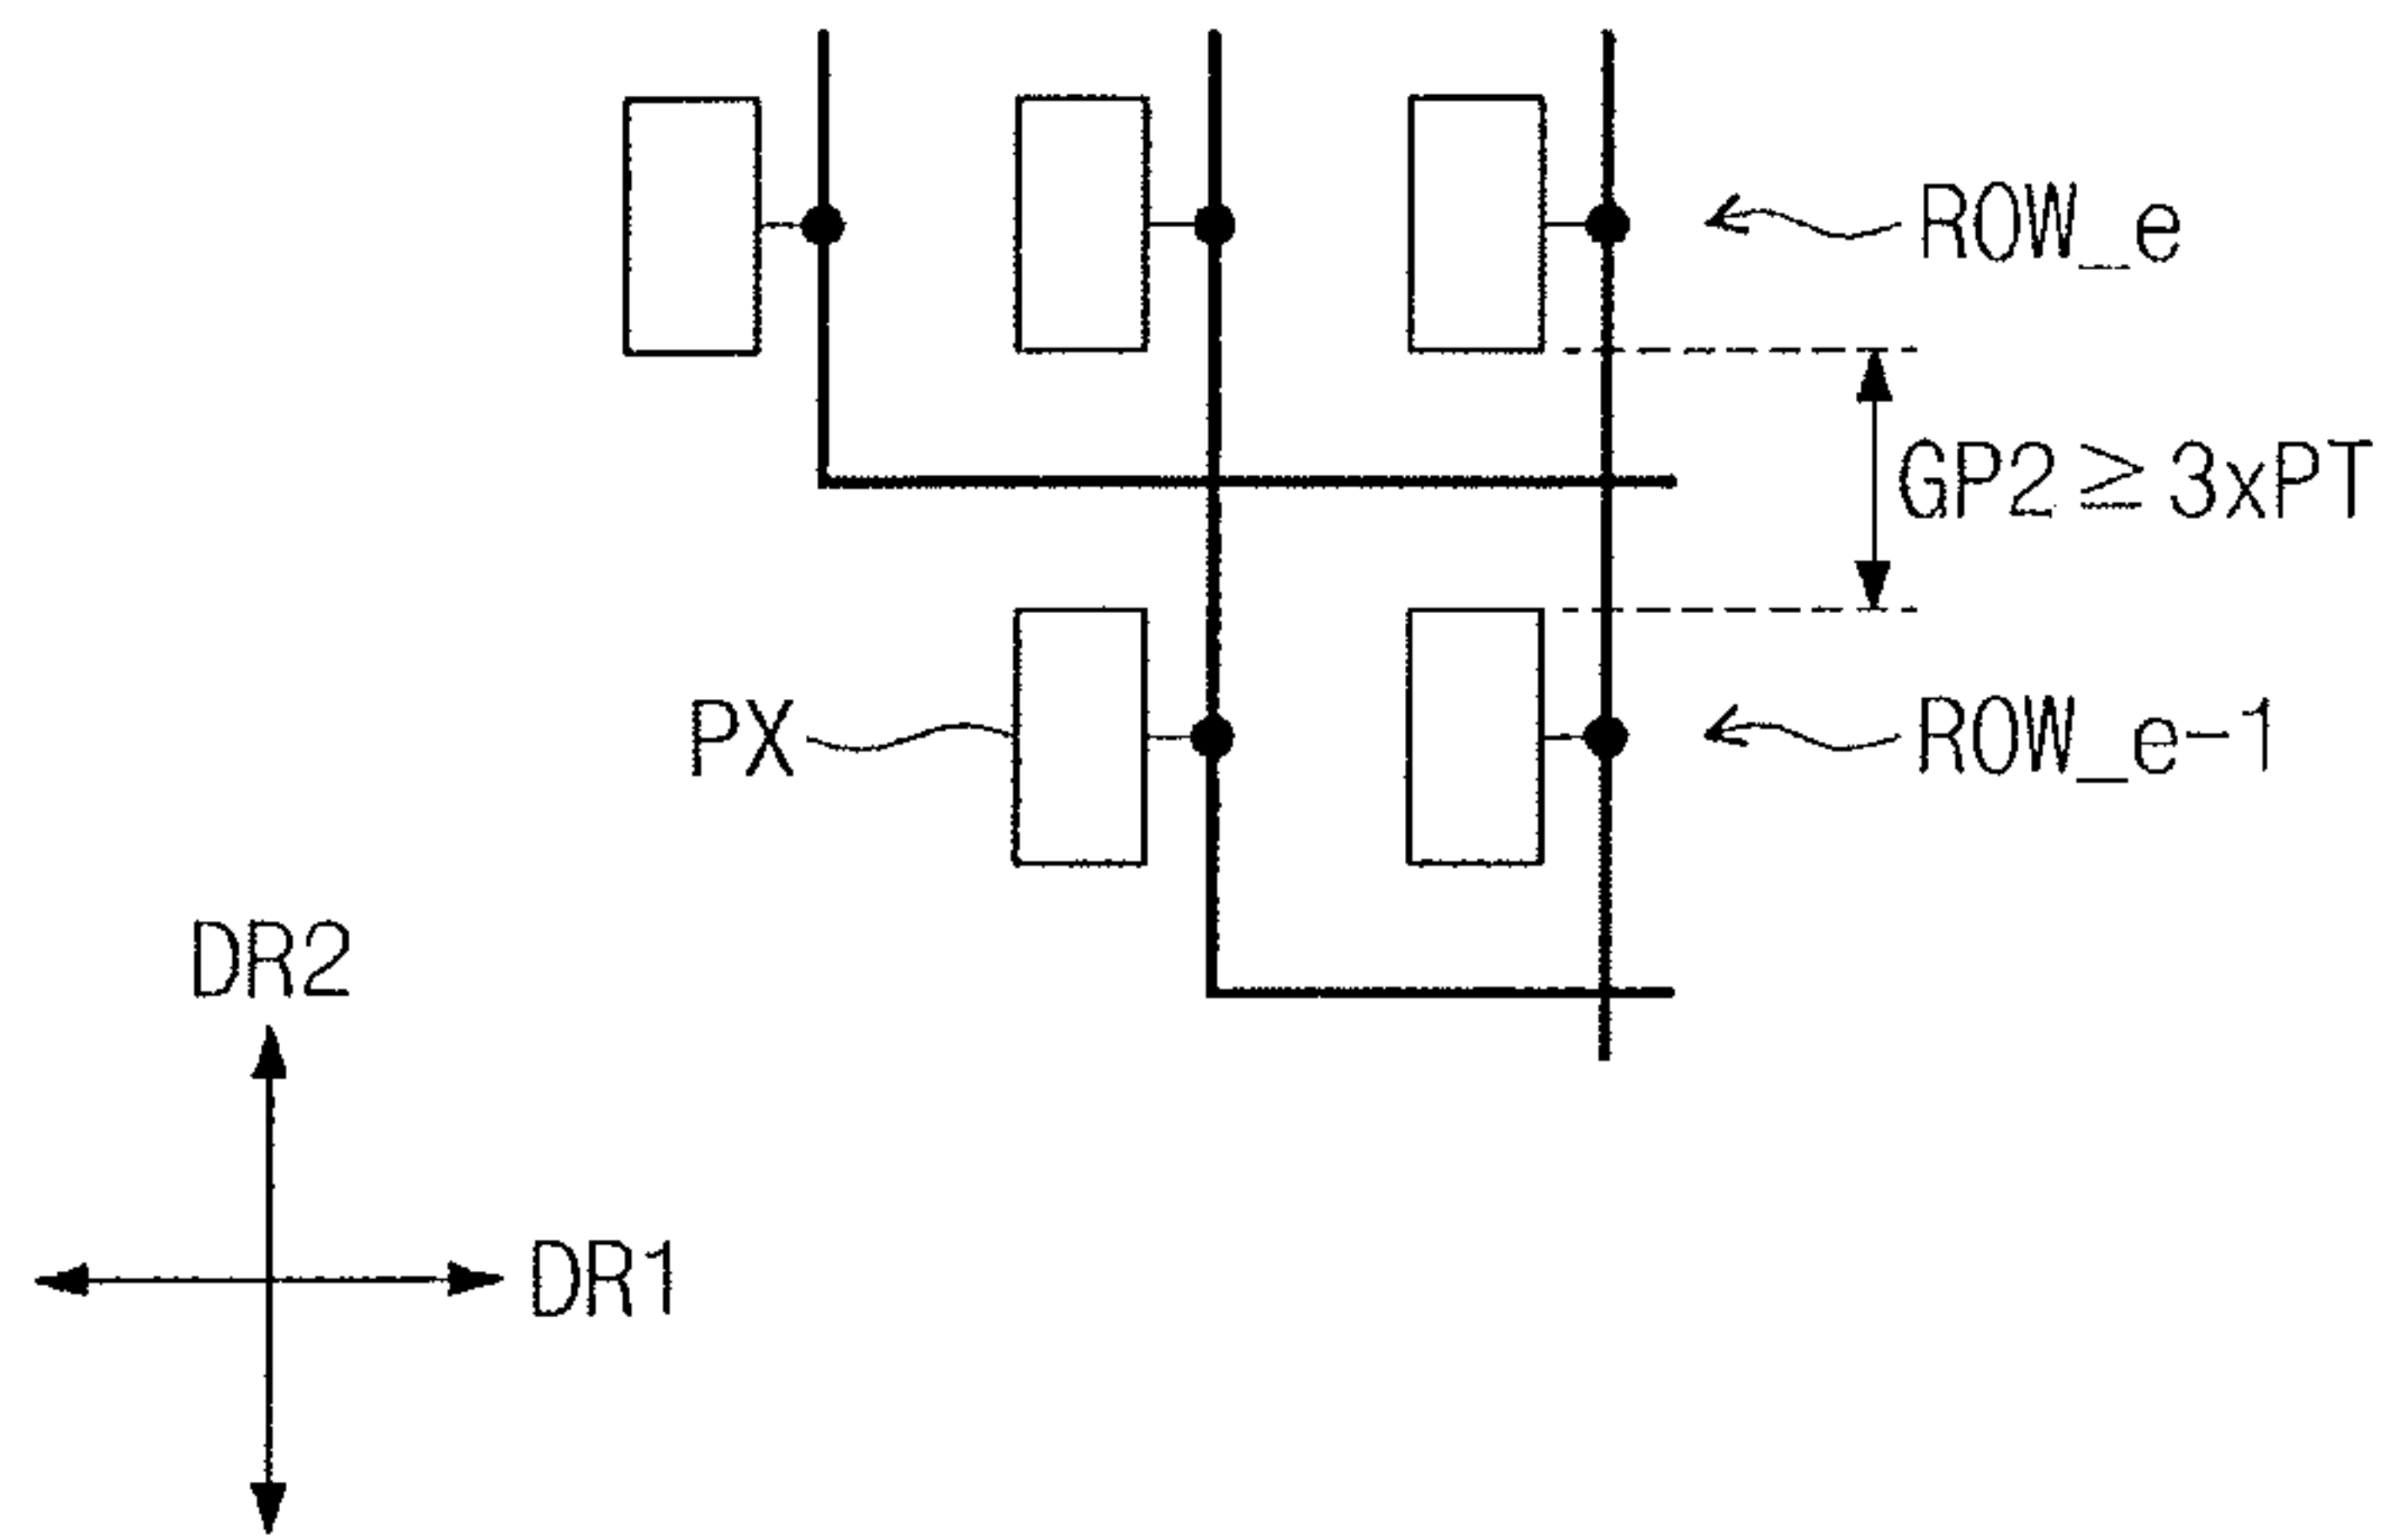 ROW_e
GP2 ≥ 3xPT
PX
ROW_e-1
DR2
DR1